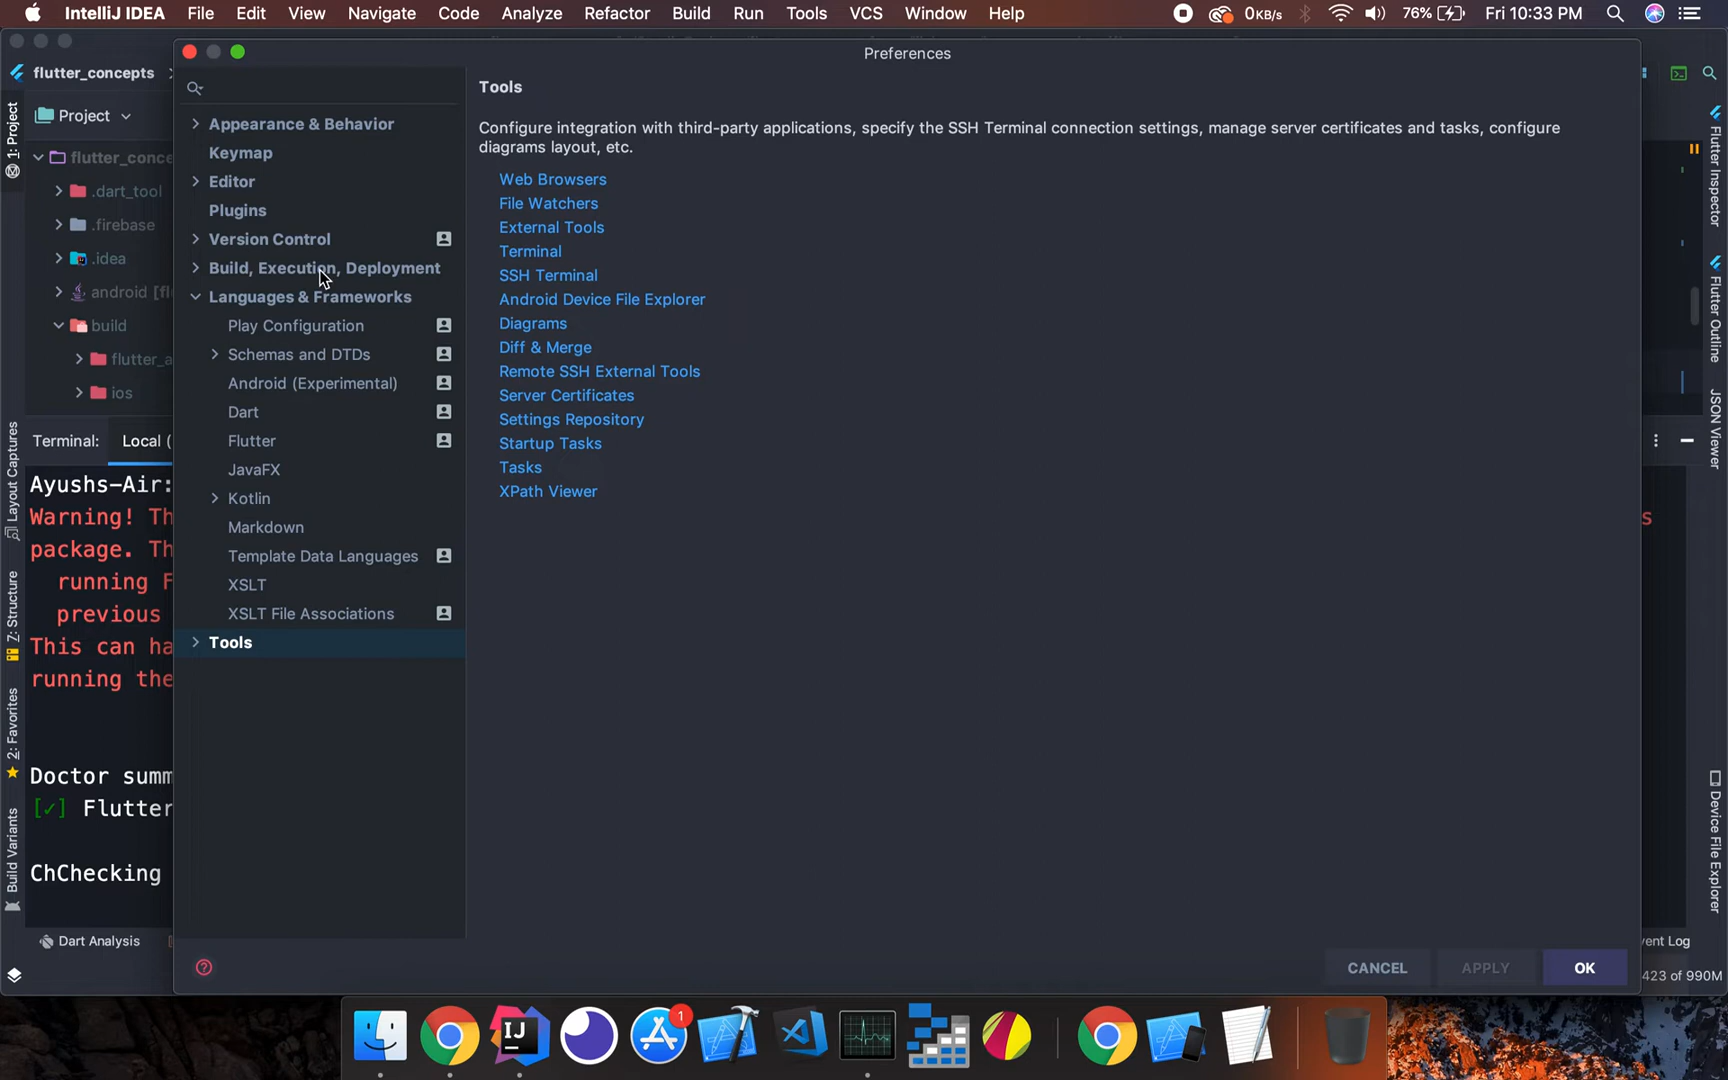 IntelliJ IDEA File Edit View Navigate Code Analyze Refactor Build Run Tools VCS Window Help 0KB/s 76% Fri 10:33 PM
Preferences
flutter_concepts
1: Project
Project
flutter_conce
.dart_tool
.firebase
.idea
android [fl
build
flutter_a
ios
Terminal: Local (
Ayushs-Air:
Warning! Th
package. Th
running F
previous
This can ha
running the
Doctor summ
[✓] Flutter
ChChecking
Layout Captures
7: Structure
2: Favorites
Build Variants
Dart Analysis
Appearance & Behavior
Keymap
Editor
Plugins
Version Control
Build, Execution, Deployment
Languages & Frameworks
Play Configuration
Schemas and DTDs
Android (Experimental)
Dart
Flutter
JavaFX
Kotlin
Markdown
Template Data Languages
XSLT
XSLT File Associations
Tools
?
Tools
Configure integration with third-party applications, specify the SSH Terminal connection settings, manage server certificates and tasks, configure
diagrams layout, etc.
Web Browsers
File Watchers
External Tools
Terminal
SSH Terminal
Android Device File Explorer
Diagrams
Diff & Merge
Remote SSH External Tools
Server Certificates
Settings Repository
Startup Tasks
Tasks
XPath Viewer
CANCEL APPLY OK
Flutter Inspector
Flutter Outline
JSON Viewer
Device File Explorer
s
vent Log
423 of 990M
IJ
1